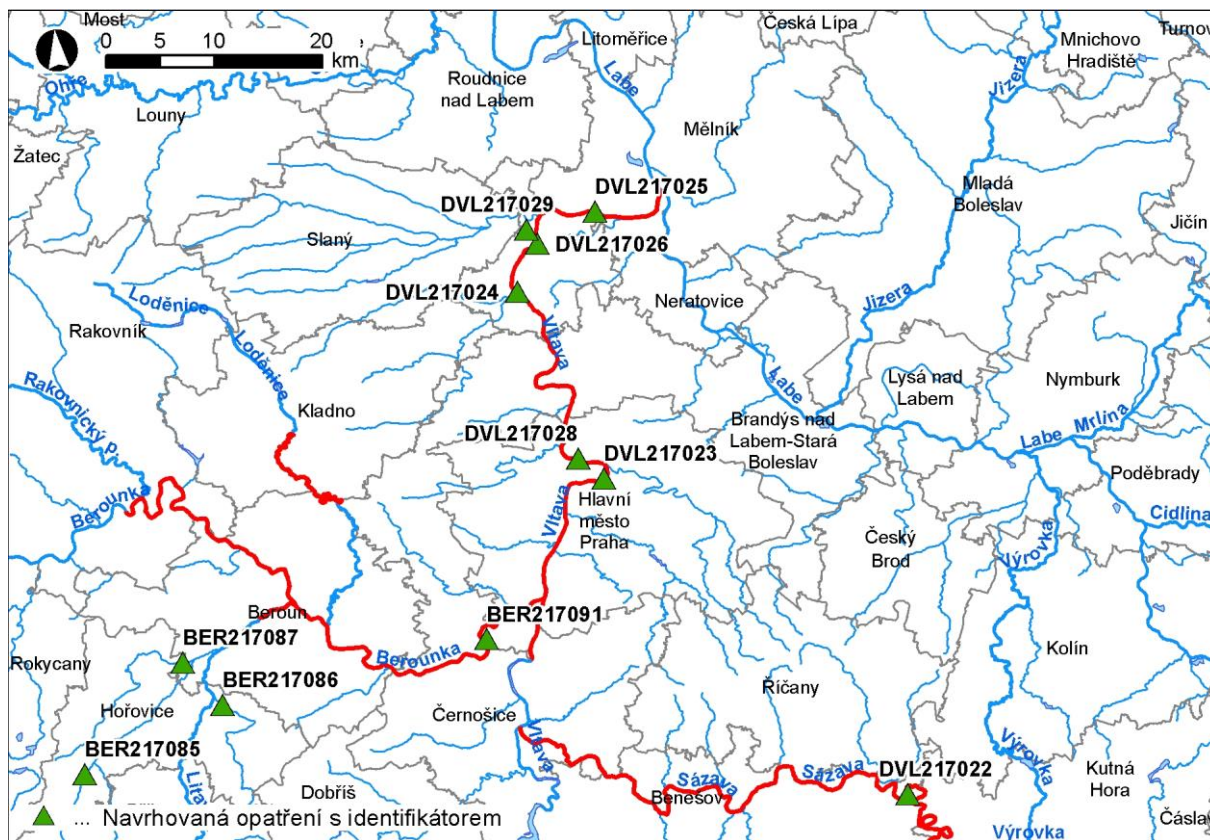 Most
Česká Lípa
Turnov
0 5 10 20
km
Litoměřice
Mnichovo
Hradiště
Ohře
Roudnice
nad Labem
Labe
Jizera
Louny
Mělník
Žatec
DVL217025
Mladá
Boleslav
DVL217029
Jičín
Slaný
DVL217026
DVL217024
Neratovice
Loděnice
Jizera
Rakovník
Vltava
Loděnice
Labe
Lysá nad
Labem
Nymburk
Rakovnický p.
Kladno
Brandýs nad
Labem-Stará
Boleslav
Labe
Mrlina
DVL217028
DVL217023
Poděbrady
Berounka
Vltava
Hlavní
město
Praha
Cidlina
Český
Brod
Výrovka
Beroun
BER217091
BER217087
Berounka
Kolín
Rokycany
BER217086
Říčany
Hořovice
Černošice
Vltava
BER217085
Výrovka
Sázava
Sázava
DVL217022
Kutná
Hora
Dobříš
Benešov
Čáslav
... Navrhovaná opatření s identifikátorem
Výrovka